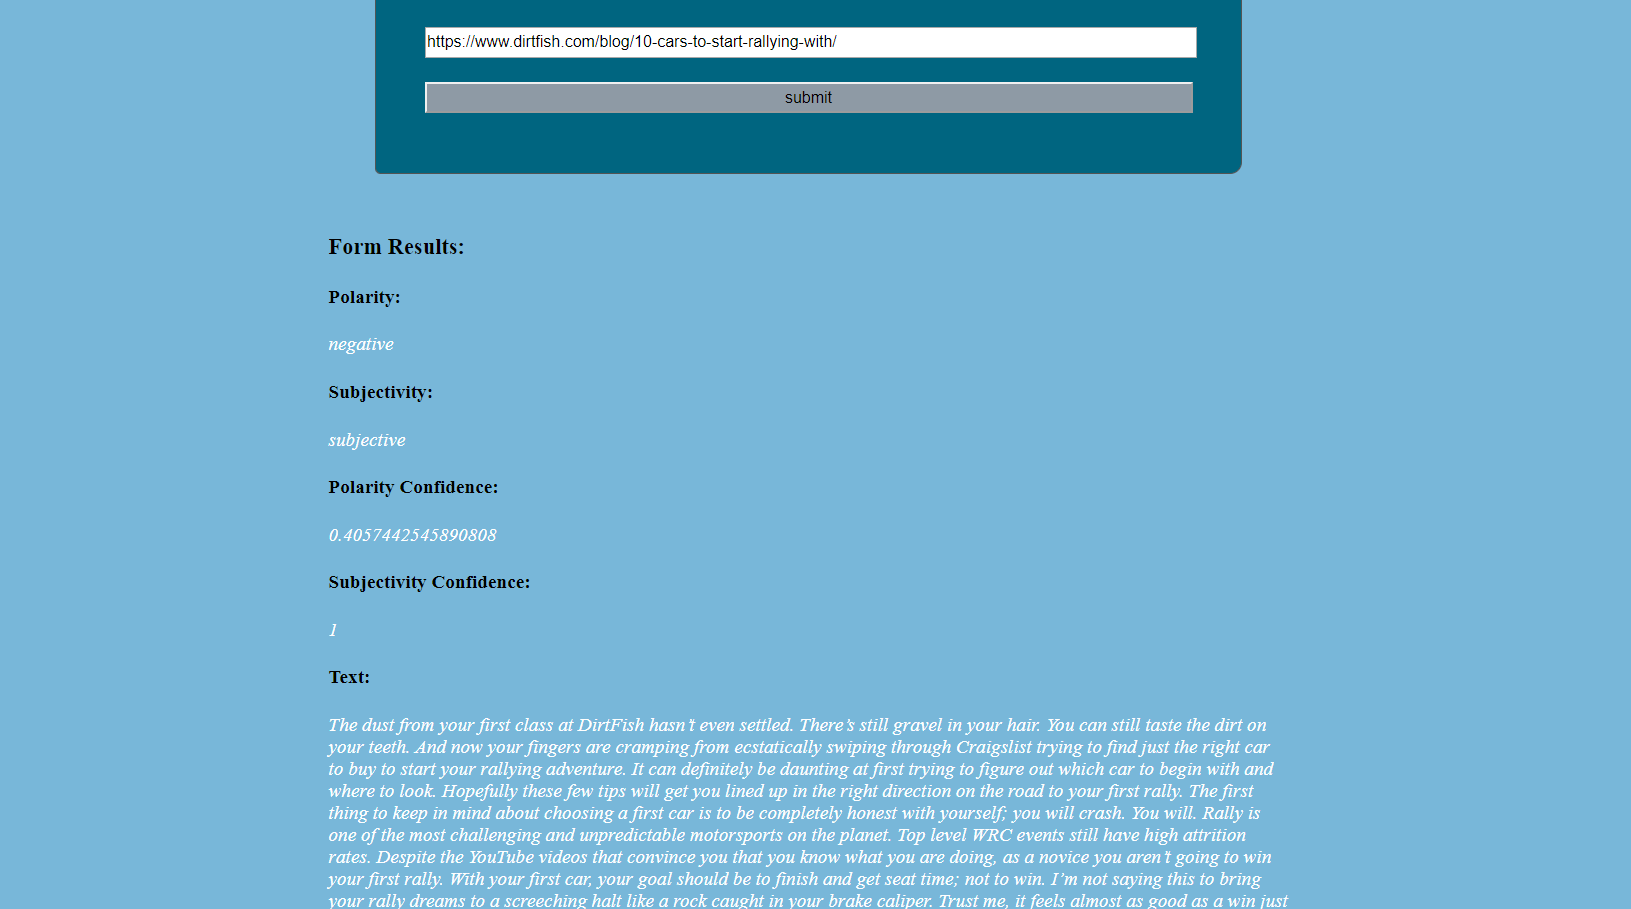 https://www.dirtfish.com/blog/10-cars-to-start-rallying-with/
submit
Form Results:
Polarity:
negative
Subjectivity:
subjective
Polarity Confidence:
0.4057442545890808
Subjectivity Confidence:
1
Text:
The dust from your first class at DirtFish hasn’t even settled. There’s still gravel in your hair. You can still taste the dirt on
your teeth. And now your fingers are cramping from ecstatically swiping through Craigslist trying to find just the right car
to buy to start your rallying adventure. It can definitely be daunting at first trying to figure out which car to begin with and
where to look. Hopefully these few tips will get you lined up in the right direction on the road to your first rally. The first
thing to keep in mind about choosing a first car is to be completely honest with yourself; you will crash. You will. Rally is
one of the most challenging and unpredictable motorsports on the planet. Top level WRC events still have high attrition
rates. Despite the YouTube videos that convince you that you know what you are doing, as a novice you aren’t going to win
your first rally. With your first car, your goal should be to finish and get seat time; not to win. I’m not saying this to bring
your rally dreams to a screeching halt like a rock caught in your brake caliper. Trust me, it feels almost as good as a win just